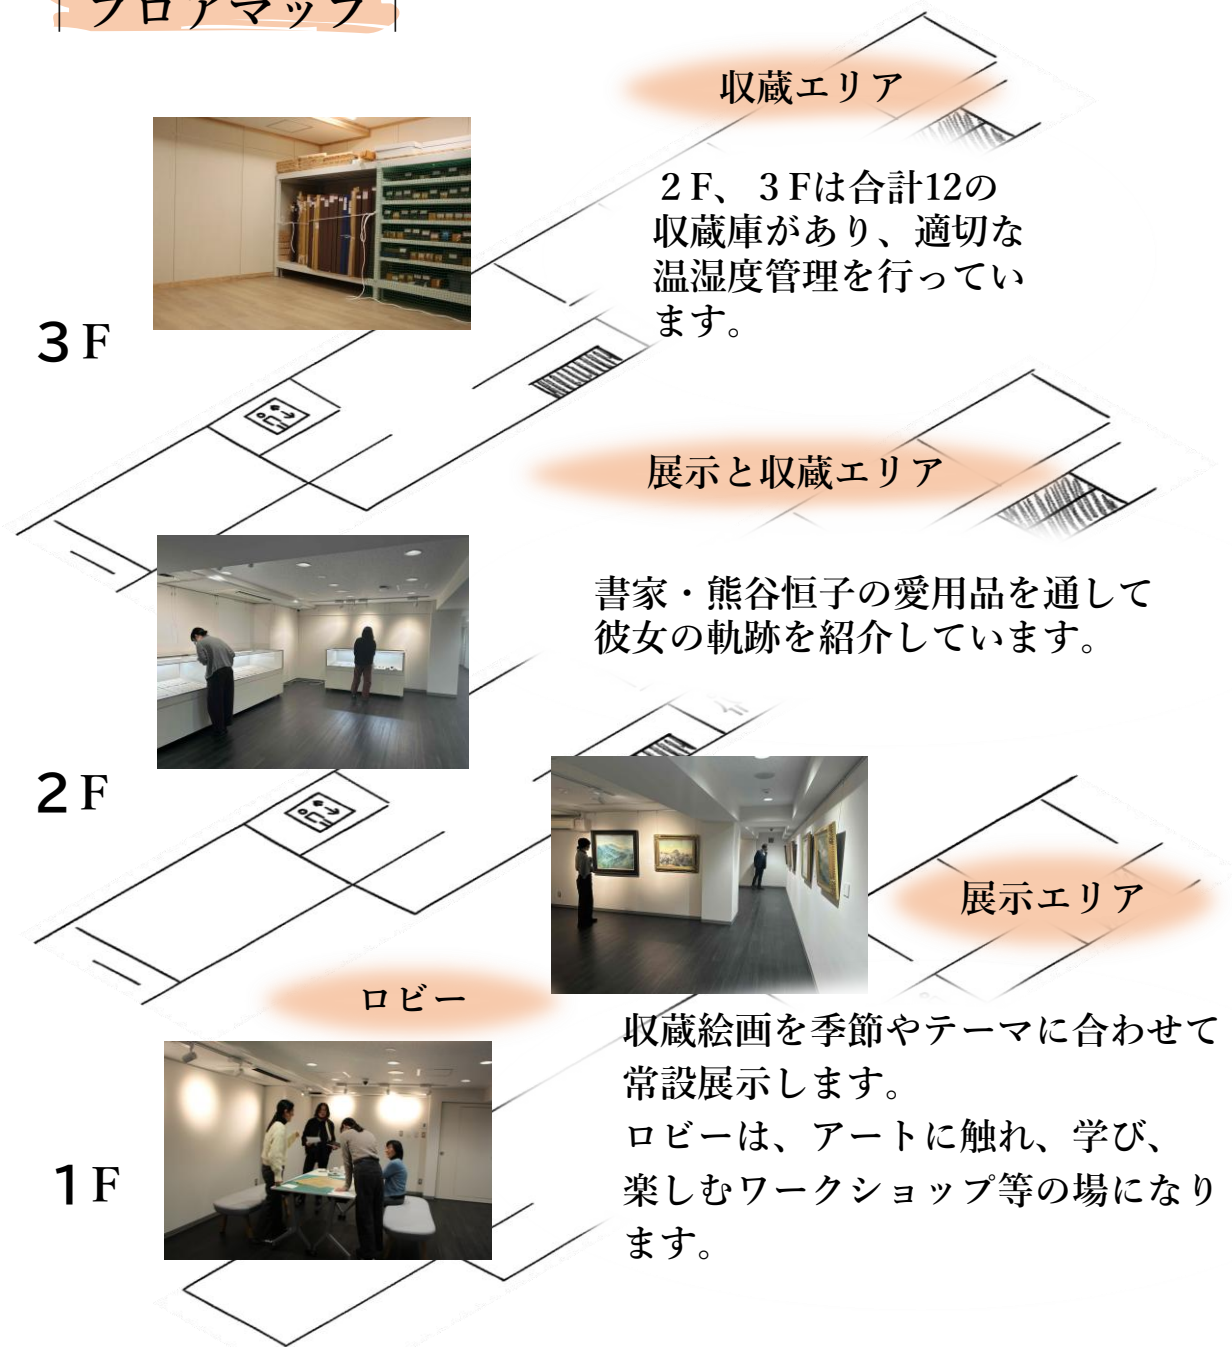 フロアマップ
収蔵エリア
２F、３Fは合計12の
収蔵庫があり、適切な
温湿度管理を行ってい
ます。
３F
展示と収蔵エリア
書家・熊谷恒子の愛用品を通して
彼女の軌跡を紹介しています。
２F
展示エリア
ロビー
収蔵絵画を季節やテーマに合わせて
常設展示します。
ロビーは、アートに触れ、学び、
楽しむワークショップ等の場になり
ます。
１F